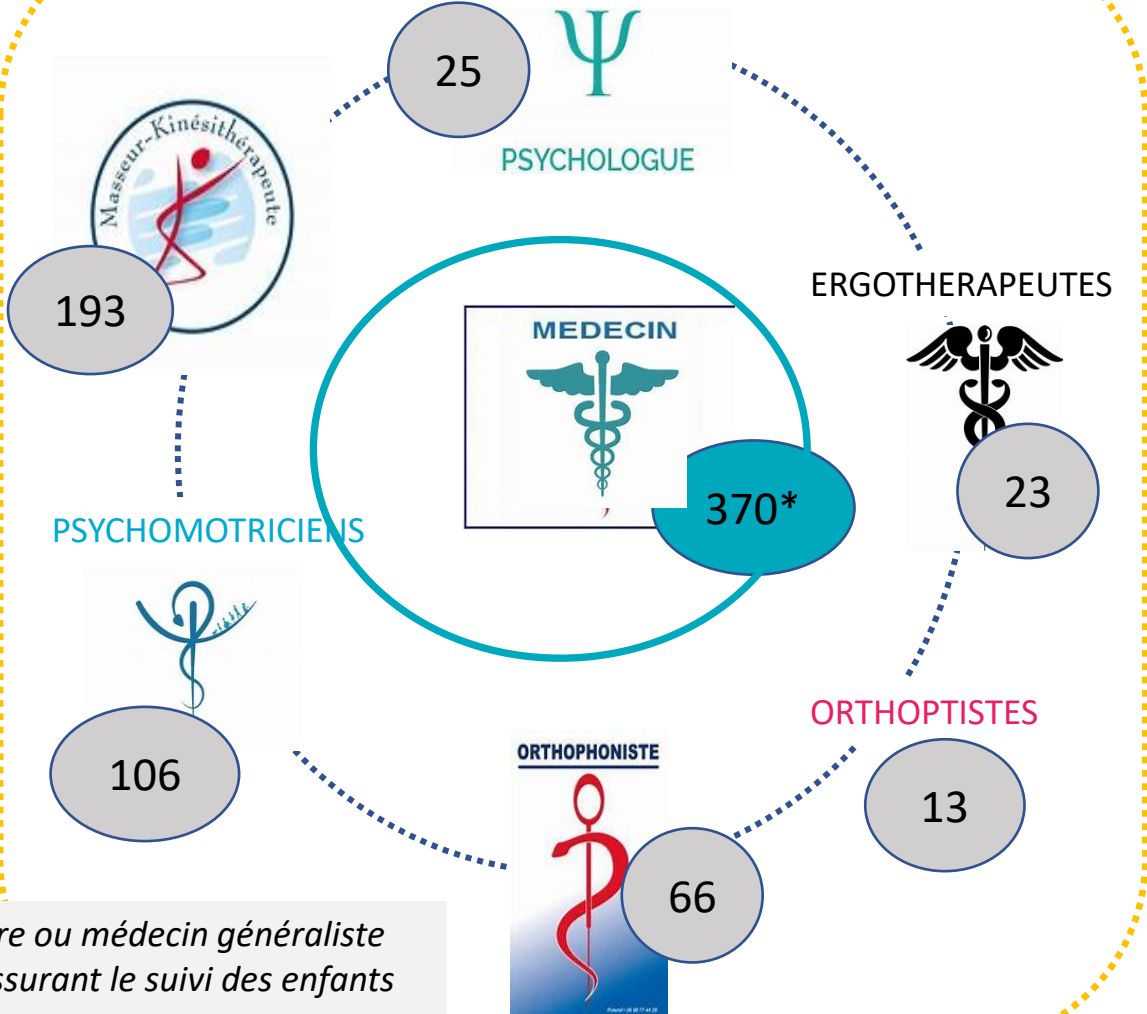 25
PSYCHOLOGUE
Masseur-Kinésithérapeute
193
ERGOTHERAPEUTES
MEDECIN
370*
23
PSYCHOMOTRICIENS
106
ORTHOPTISTES
13
ORTHOPHONISTE
66
re ou médecin généraliste
ssurant le suivi des enfants